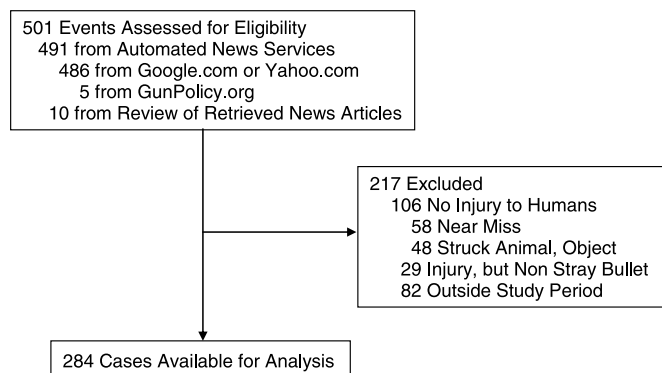 501 Events Assessed for Eligibility
491 from Automated News Services
486 from Google.com or Yahoo.com
5 from GunPolicy.org
10 from Review of Retrieved News Articles
217 Excluded
106 No Injury to Humans
58 Near Miss
48 Struck Animal, Object
29 Injury, but Non Stray Bullet
82 Outside Study Period
284 Cases Available for Analysis